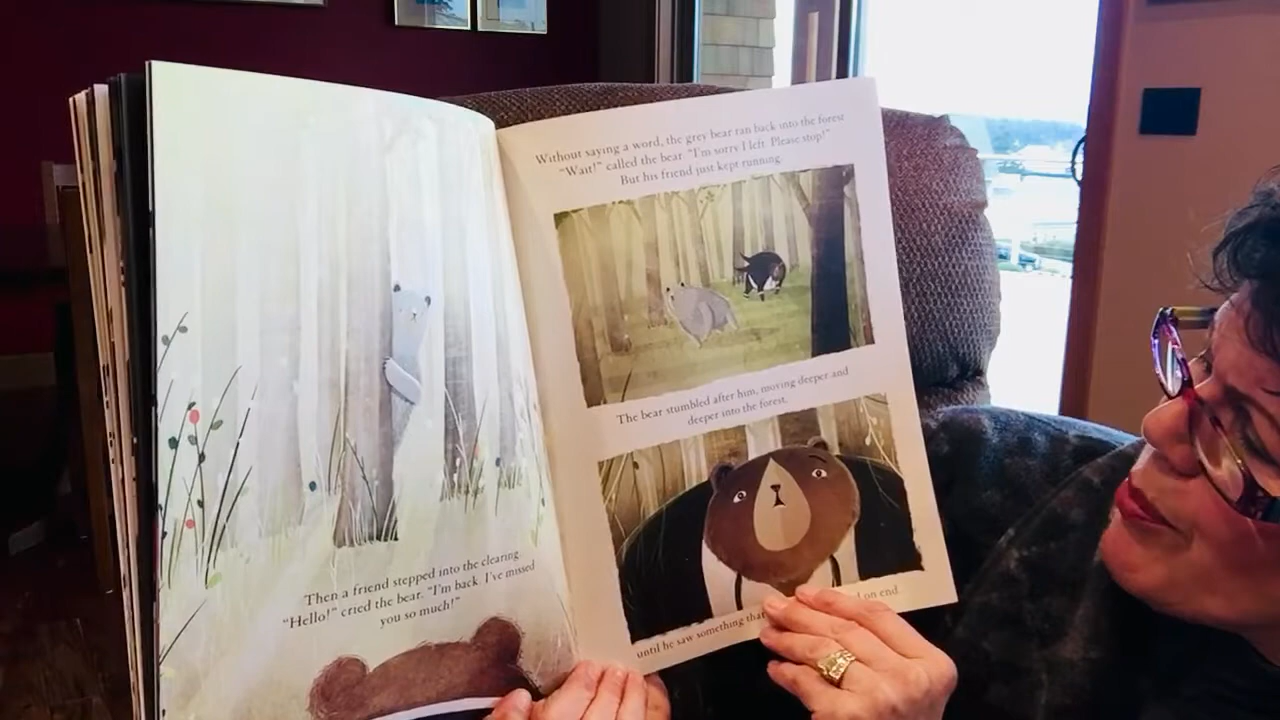 Then a friend stepped into the clearing.
"Hello!" cried the bear. "I'm back. I've missed
you so much!"
Without saying a word, the grey bear ran back into the forest
"Wait!" called the bear. "I'm sorry I left. Please stop!"
But his friend just kept running.
The bear stumbled after him, moving deeper and
deeper into the forest,
until he saw something that on end.